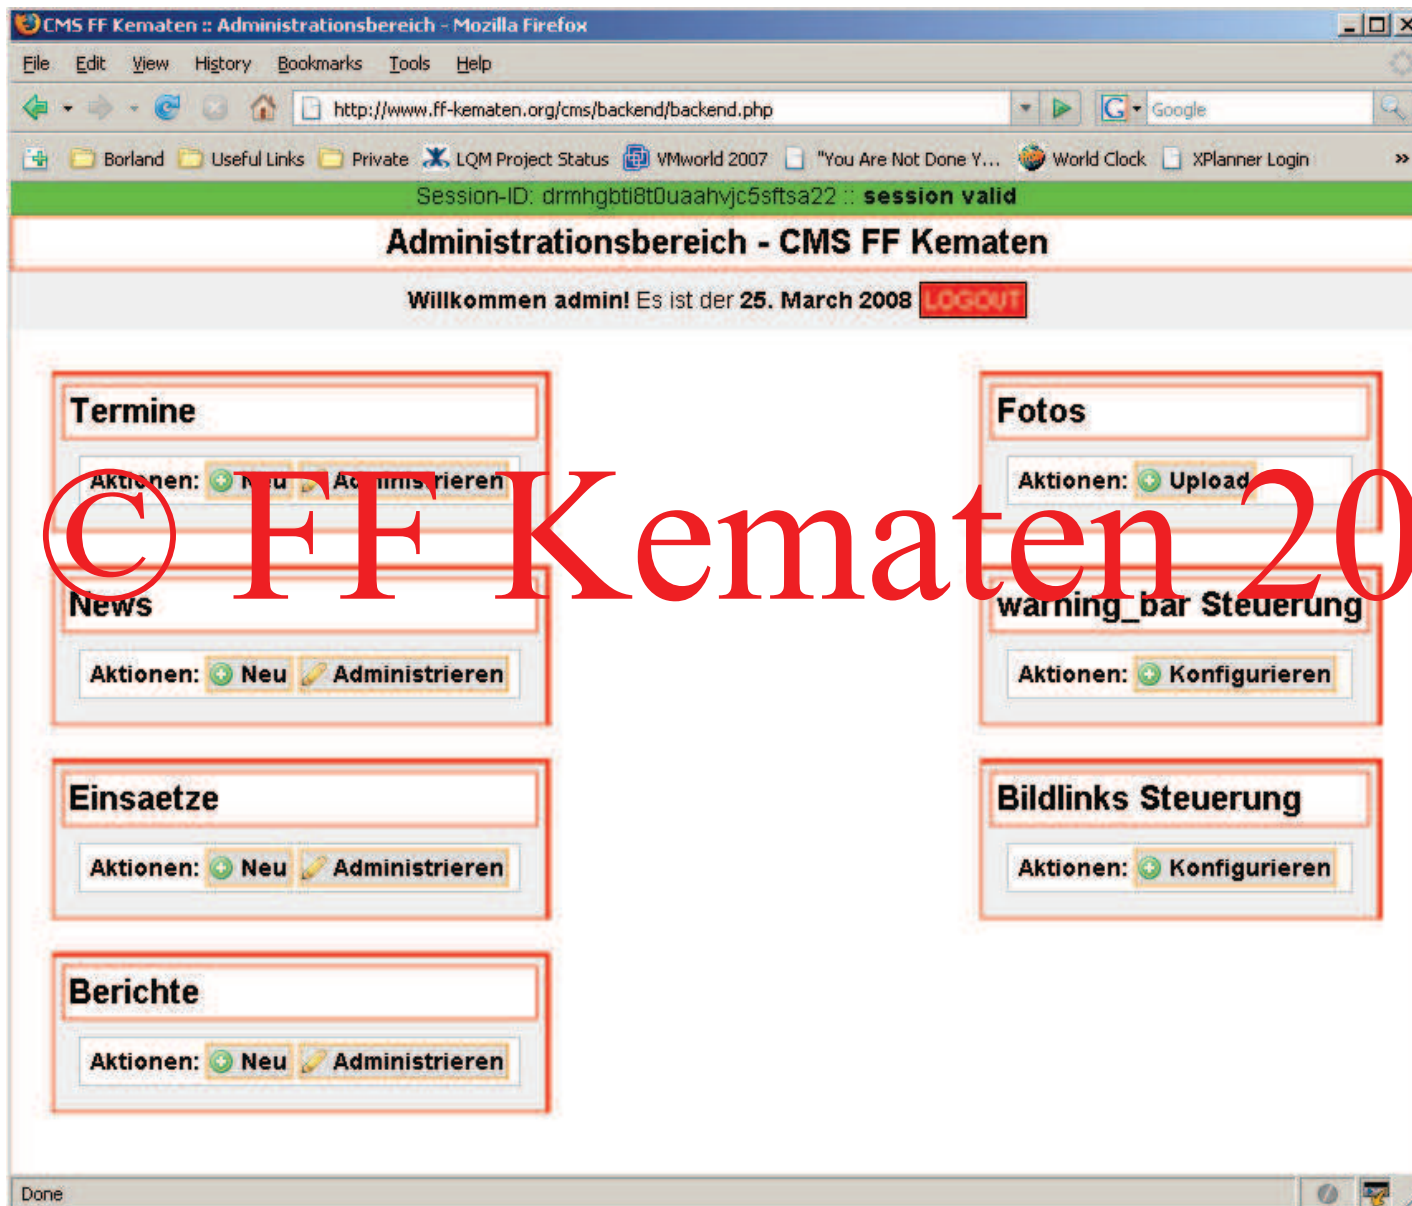 CMS FF Kematen :: Administrationsbereich - Mozilla Firefox
File Edit View History Bookmarks Tools Help
http://www.ff-kematen.org/cms/backend/backend.php
Google
Borland Useful Links Private LQM Project Status VMworld 2007 "You Are Not Done Y... World Clock XPlanner Login »
Session-ID: drmhgbti8t0uaahvjc5sftsa22 :: session valid
Administrationsbereich - CMS FF Kematen
Willkommen admin! Es ist der 25. March 2008 LOGOUT
Termine
Aktionen: Neu Administrieren
Fotos
Aktionen: Upload
© FF Kematen 20
News
Aktionen: Neu Administrieren
warning_bar Steuerung
Aktionen: Konfigurieren
Einsaetze
Aktionen: Neu Administrieren
Bildlinks Steuerung
Aktionen: Konfigurieren
Berichte
Aktionen: Neu Administrieren
Done